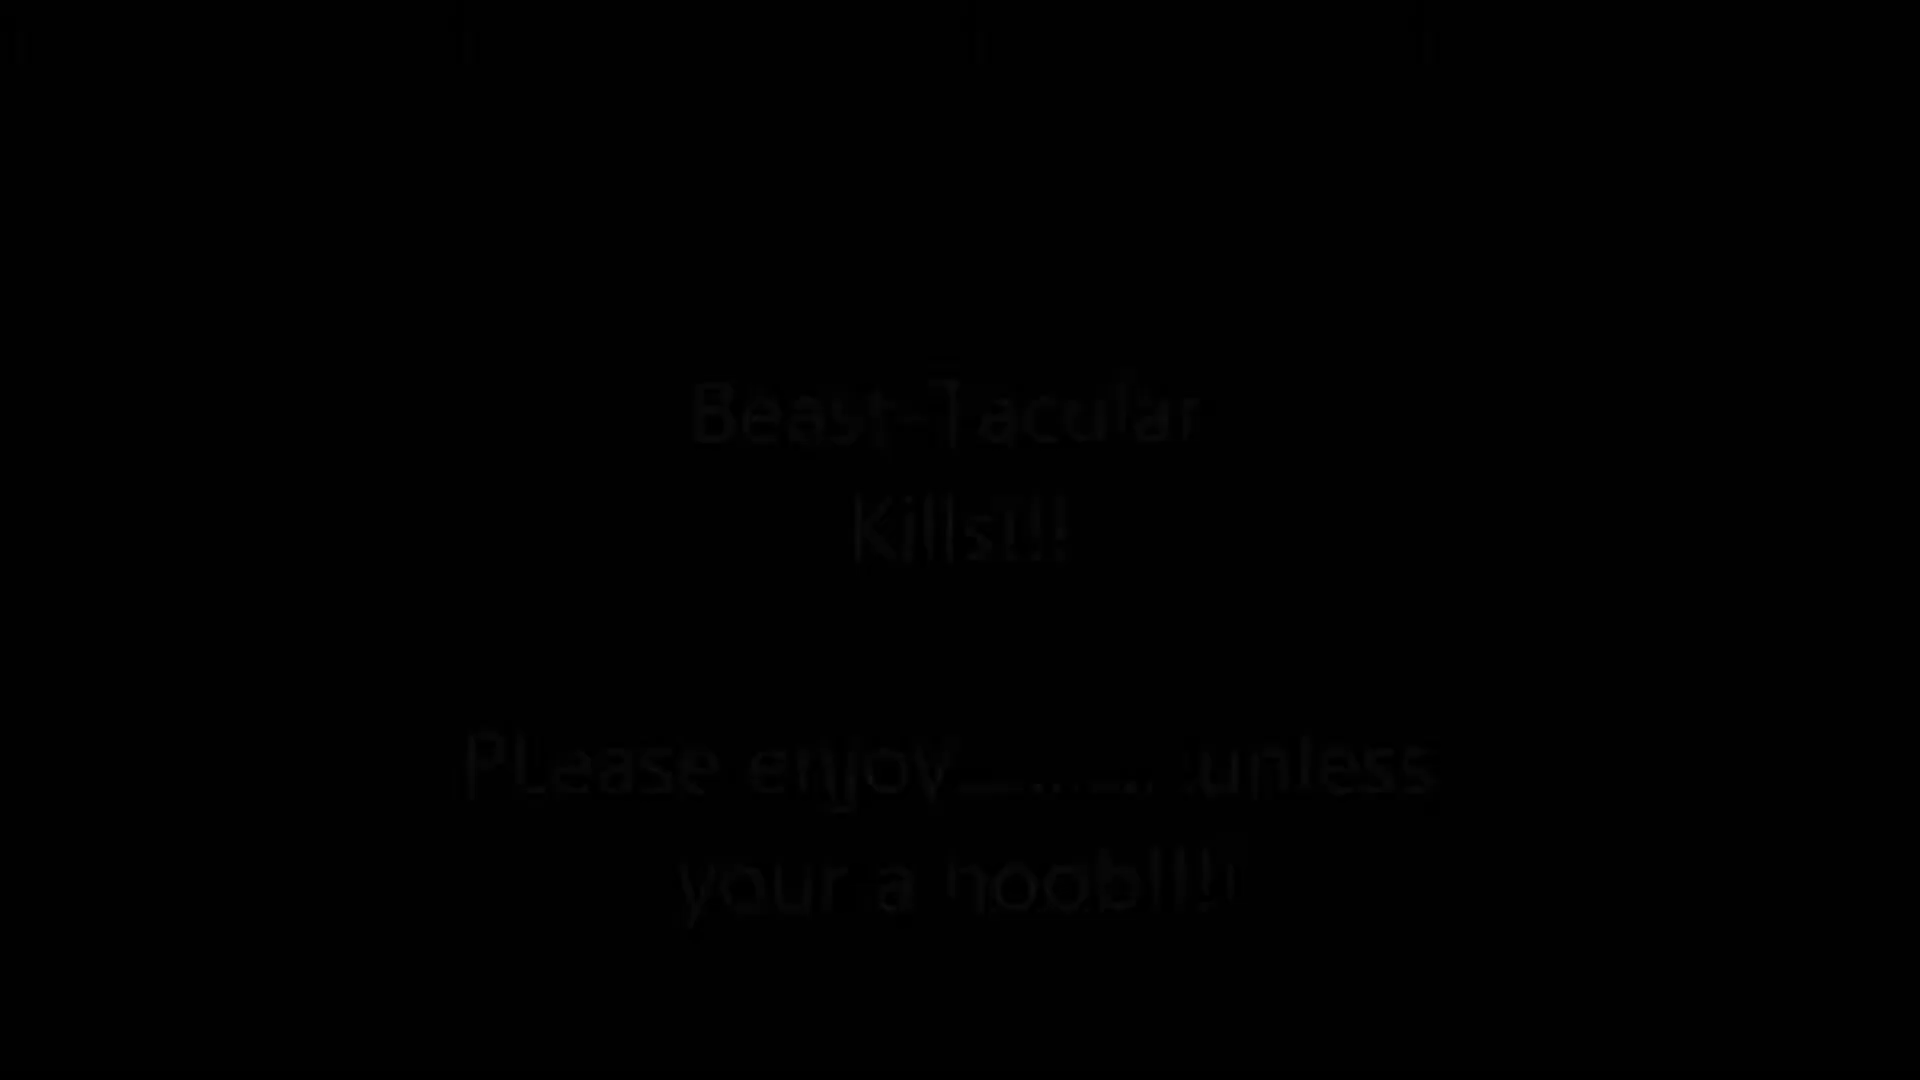 Beast-Tacular
Kills!!!
PLease enjoy.......... :unless
your a noob!!!!